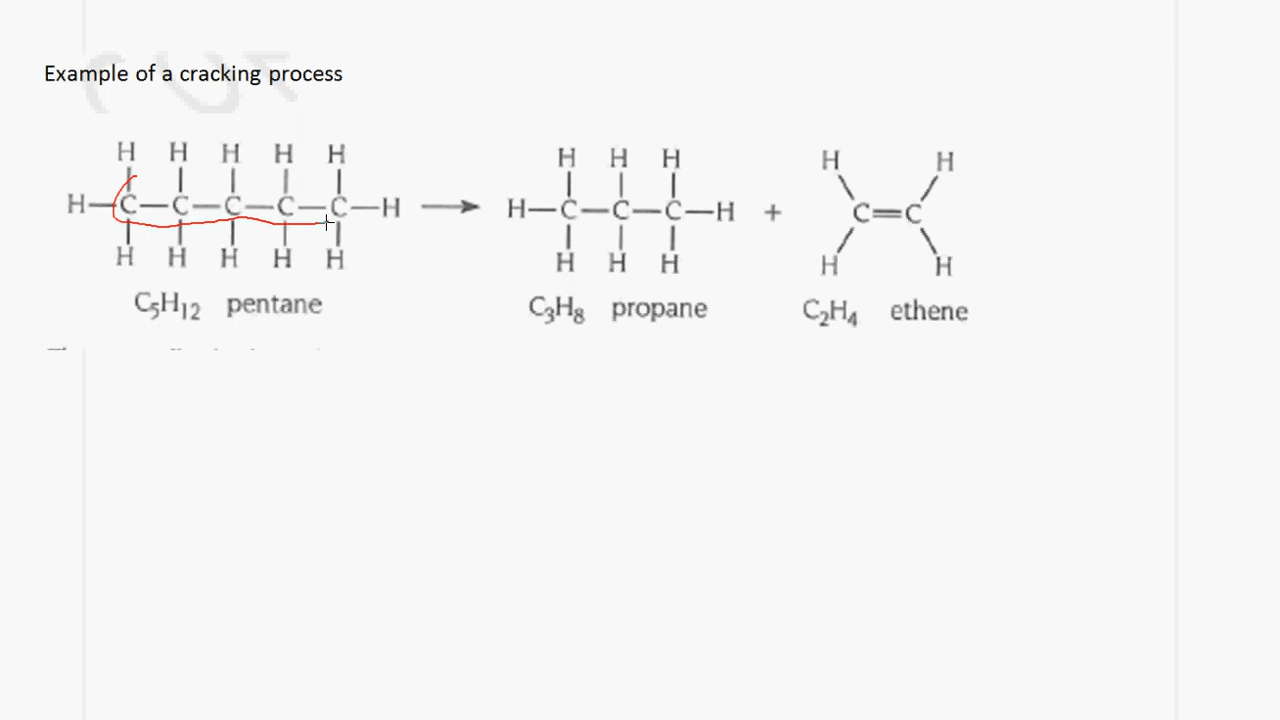 Example of a cracking process
H H H H H H H H H H
H—C—C—C—C—C—H → H—C—C—C—H + C=C
H H H H H H H H H H
C₅H₁₂ pentane C₃H₈ propane C₂H₄ ethene